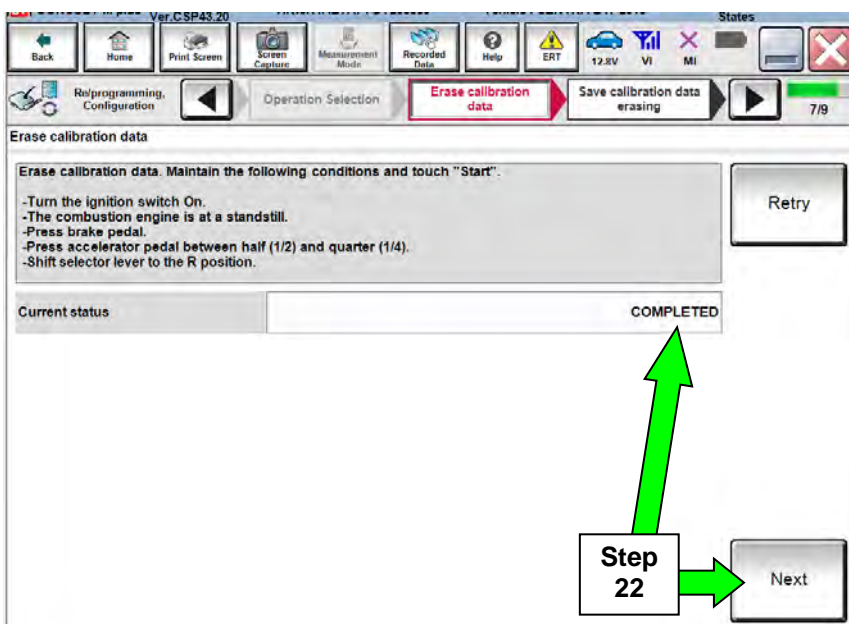 Ver.CSP43.20
States
Back
Home
Print Screen
Screen
Capture
Measurement
Mode
Recorded
Data
Help
ERT
12.8V
VI
MI
Re/programming,
Configuration
Operation Selection
Erase calibration
data
Save calibration data
erasing
7/9
Erase calibration data
Erase calibration data. Maintain the following conditions and touch "Start".
-Turn the ignition switch On.
-The combustion engine is at a standstill.
-Press brake pedal.
-Press accelerator pedal between half (1/2) and quarter (1/4).
-Shift selector lever to the R position.
Retry
Current status
COMPLETED
Step
22
Next